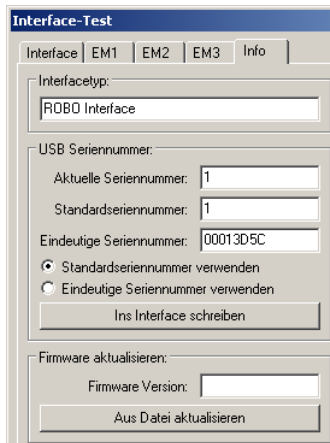 Interface-Test
Interface EM1 EM2 EM3 Info
Interfacetyp:
ROBO Interface
USB Seriennummer:
Aktuelle Seriennummer: 1
Standardseriennummer: 1
Eindeutige Seriennummer: 00013D5C
Standardseriennummer verwenden
Eindeutige Seriennummer verwenden
Ins Interface schreiben
Firmware aktualisieren:
Firmware Version:
Aus Datei aktualisieren